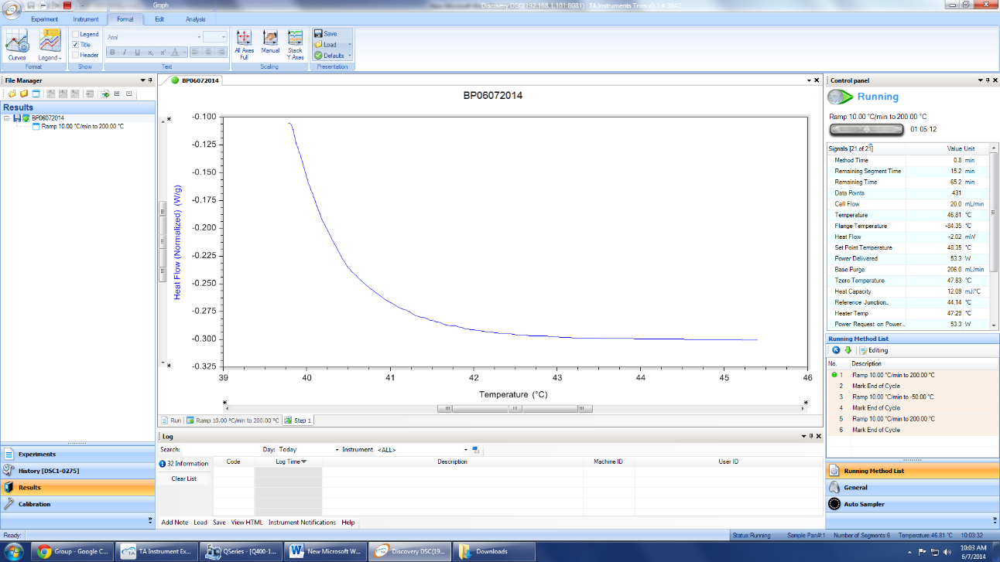 Graph
Discovery DSC(192.168.1.101:8081) : TA Instruments Trios v3.1.4.3642
Experiment Instrument Format Edit Analysis
Legend
Title
Header
Arial
B I U
Curves Legend
All Axes Full
Manual
Stack Y Axes
Save
Load
Defaults
Format Show Text Scaling Presentation
File Manager
Results
BP06072014
Ramp 10.00 °C/min to 200.00 °C
Experiments
History [DSC1-0275]
Results
Calibration
BP06072014
BP06072014
Heat Flow (Normalized) (W/g)
-0.100
-0.125
-0.150
-0.175
-0.200
-0.225
-0.250
-0.275
-0.300
-0.325
39 40 41 42 43 44 45 46
Temperature (°C)
Run Ramp 10.00 °C/min to 200.00 °C Step 1
Log
Search: Day: Today Instrument <ALL>
32 Information
Clear List
Code Log Time Description Machine ID User ID
Add Note Load Save View HTML Instrument Notifications Help
Control panel
Running
Ramp 10.00 °C/min to 200.00 °C
01:05:12
Signals [21 of 21] Value Unit
Method Time 0.8 min
Remaining Segment Time 15.2 min
Remaining Time 65.2 min
Data Points 431
Cell Flow 20.0 mL/min
Temperature 46.81 °C
Flange Temperature -84.35 °C
Heat Flow -2.02 mW
Set Point Temperature 48.35 °C
Power Delivered 53.3 W
Base Purge 206.0 mL/min
Tzero Temperature 47.83 °C
Heat Capacity 12.09 mJ/°C
Reference Junction.. 44.14 °C
Heater Temp 47.29 °C
Power Request on Power.. 53.3 W
Running Method List
Editing
No. Description
1 Ramp 10.00 °C/min to 200.00 °C
2 Mark End of Cycle
3 Ramp 10.00 °C/min to -50.00 °C
4 Mark End of Cycle
5 Ramp 10.00 °C/min to 200.00 °C
6 Mark End of Cycle
Running Method List
General
Auto Sampler
Ready:
Status Running Sample Pan#:1 Number of Segments 6 Temperature 46.81 °C 10:03:32
Group - Google C...
TA Instrument Ex...
QSeries - [Q400-1...
New Microsoft W...
Discovery DSC(19...
Downloads
10:03 AM
6/7/2014